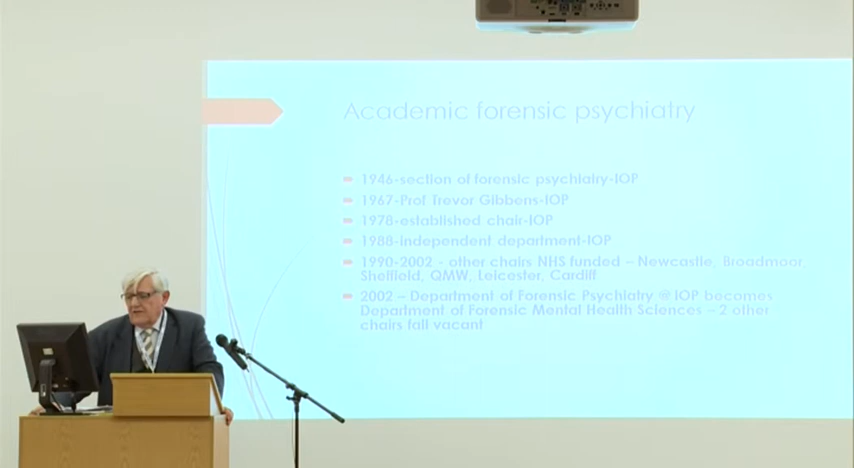 Academic forensic psychiatry
1946-section of forensic psychiatry-IOP
1967-Prof Trevor Gibbens-IOP
1978-established chair-IOP
1988-independent department-IOP
1990-2002 - other chairs NHS funded – Newcastle, Broadmoor,
Sheffield, QMW, Leicester, Cardiff
2002 – Department of Forensic Psychiatry @ IOP becomes
Department of Forensic Mental Health Sciences – 2 other
chairs fall vacant